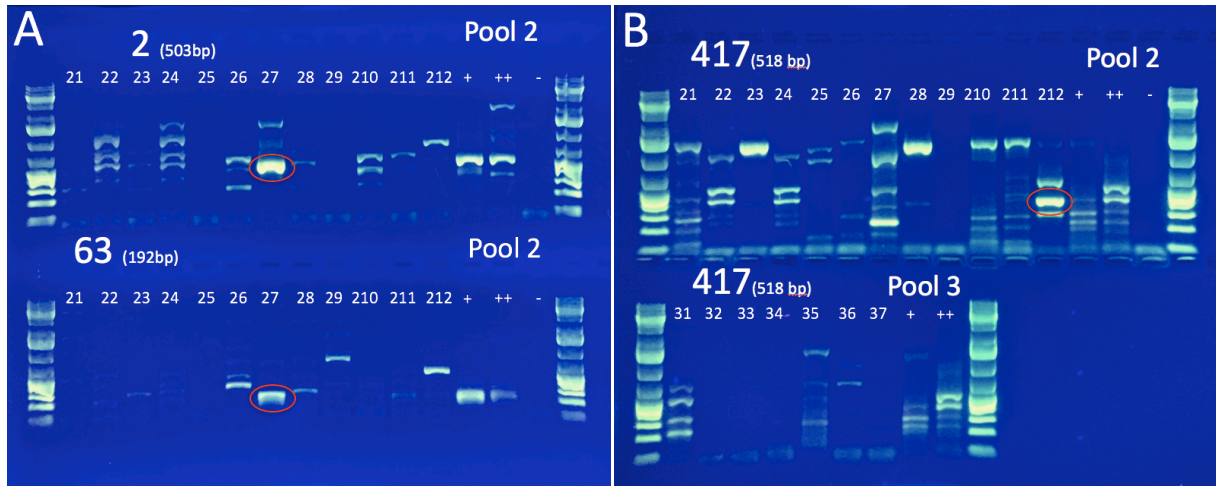 A
2 (503bp)
Pool 2
21 22 23 24 25 26 27 28 29 210 211 212 + ++ -
63 (192bp)
Pool 2
21 22 23 24 25 26 27 28 29 210 211 212 + ++ -
B
417(518 bp)
Pool 2
21 22 23 24 25 26 27 28 29 210 211 212 + ++ -
417(518 bp)
Pool 3
31 32 33 34 35 36 37 + ++